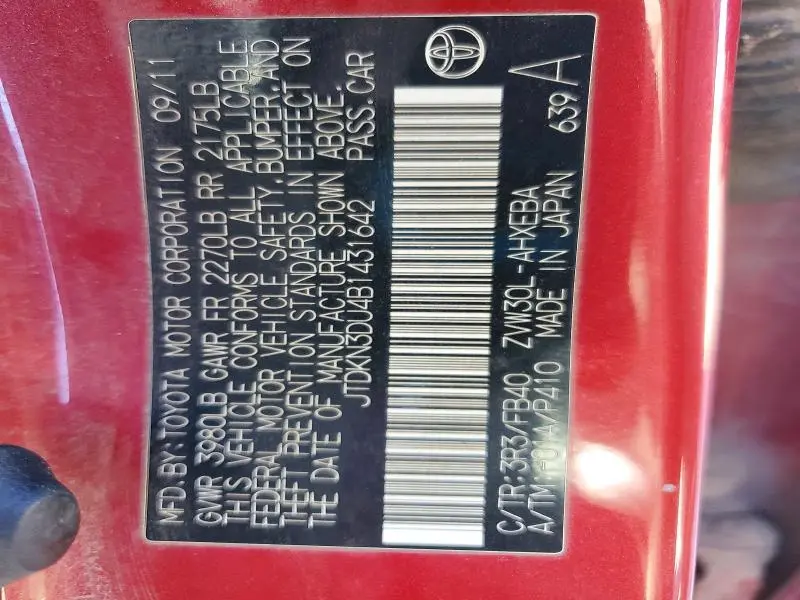 MFD.BY:TOYOTA MOTOR CORPORATION 09/11
GVWR 3980LB GAWR FR 2270LB RR 2175LB
THIS VEHICLE CONFORMS TO ALL APPLICABLE
FEDERAL MOTOR VEHICLE SAFETY,BUMPER,AND
THEFT PREVENTION STANDARDS IN EFFECT ON
THE DATE OF MANUFACTURE SHOWN ABOVE.
JTDKN3DU4B1431642 PASS.CAR
C/TR:3R3/FB40 ZVW30L-AHXEBA
A/TM: /P410 MADE IN JAPAN 639 A